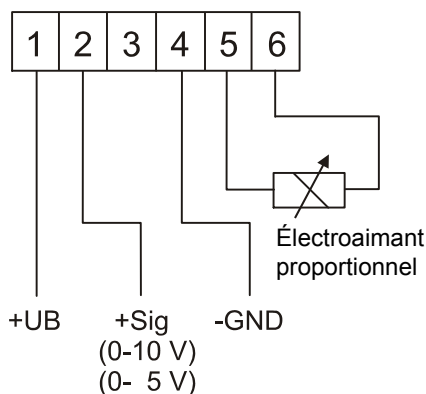 1 2 3 4 5 6
Électroaimant
proportionnel
+UB +Sig -GND
(0-10 V)
(0- 5 V)